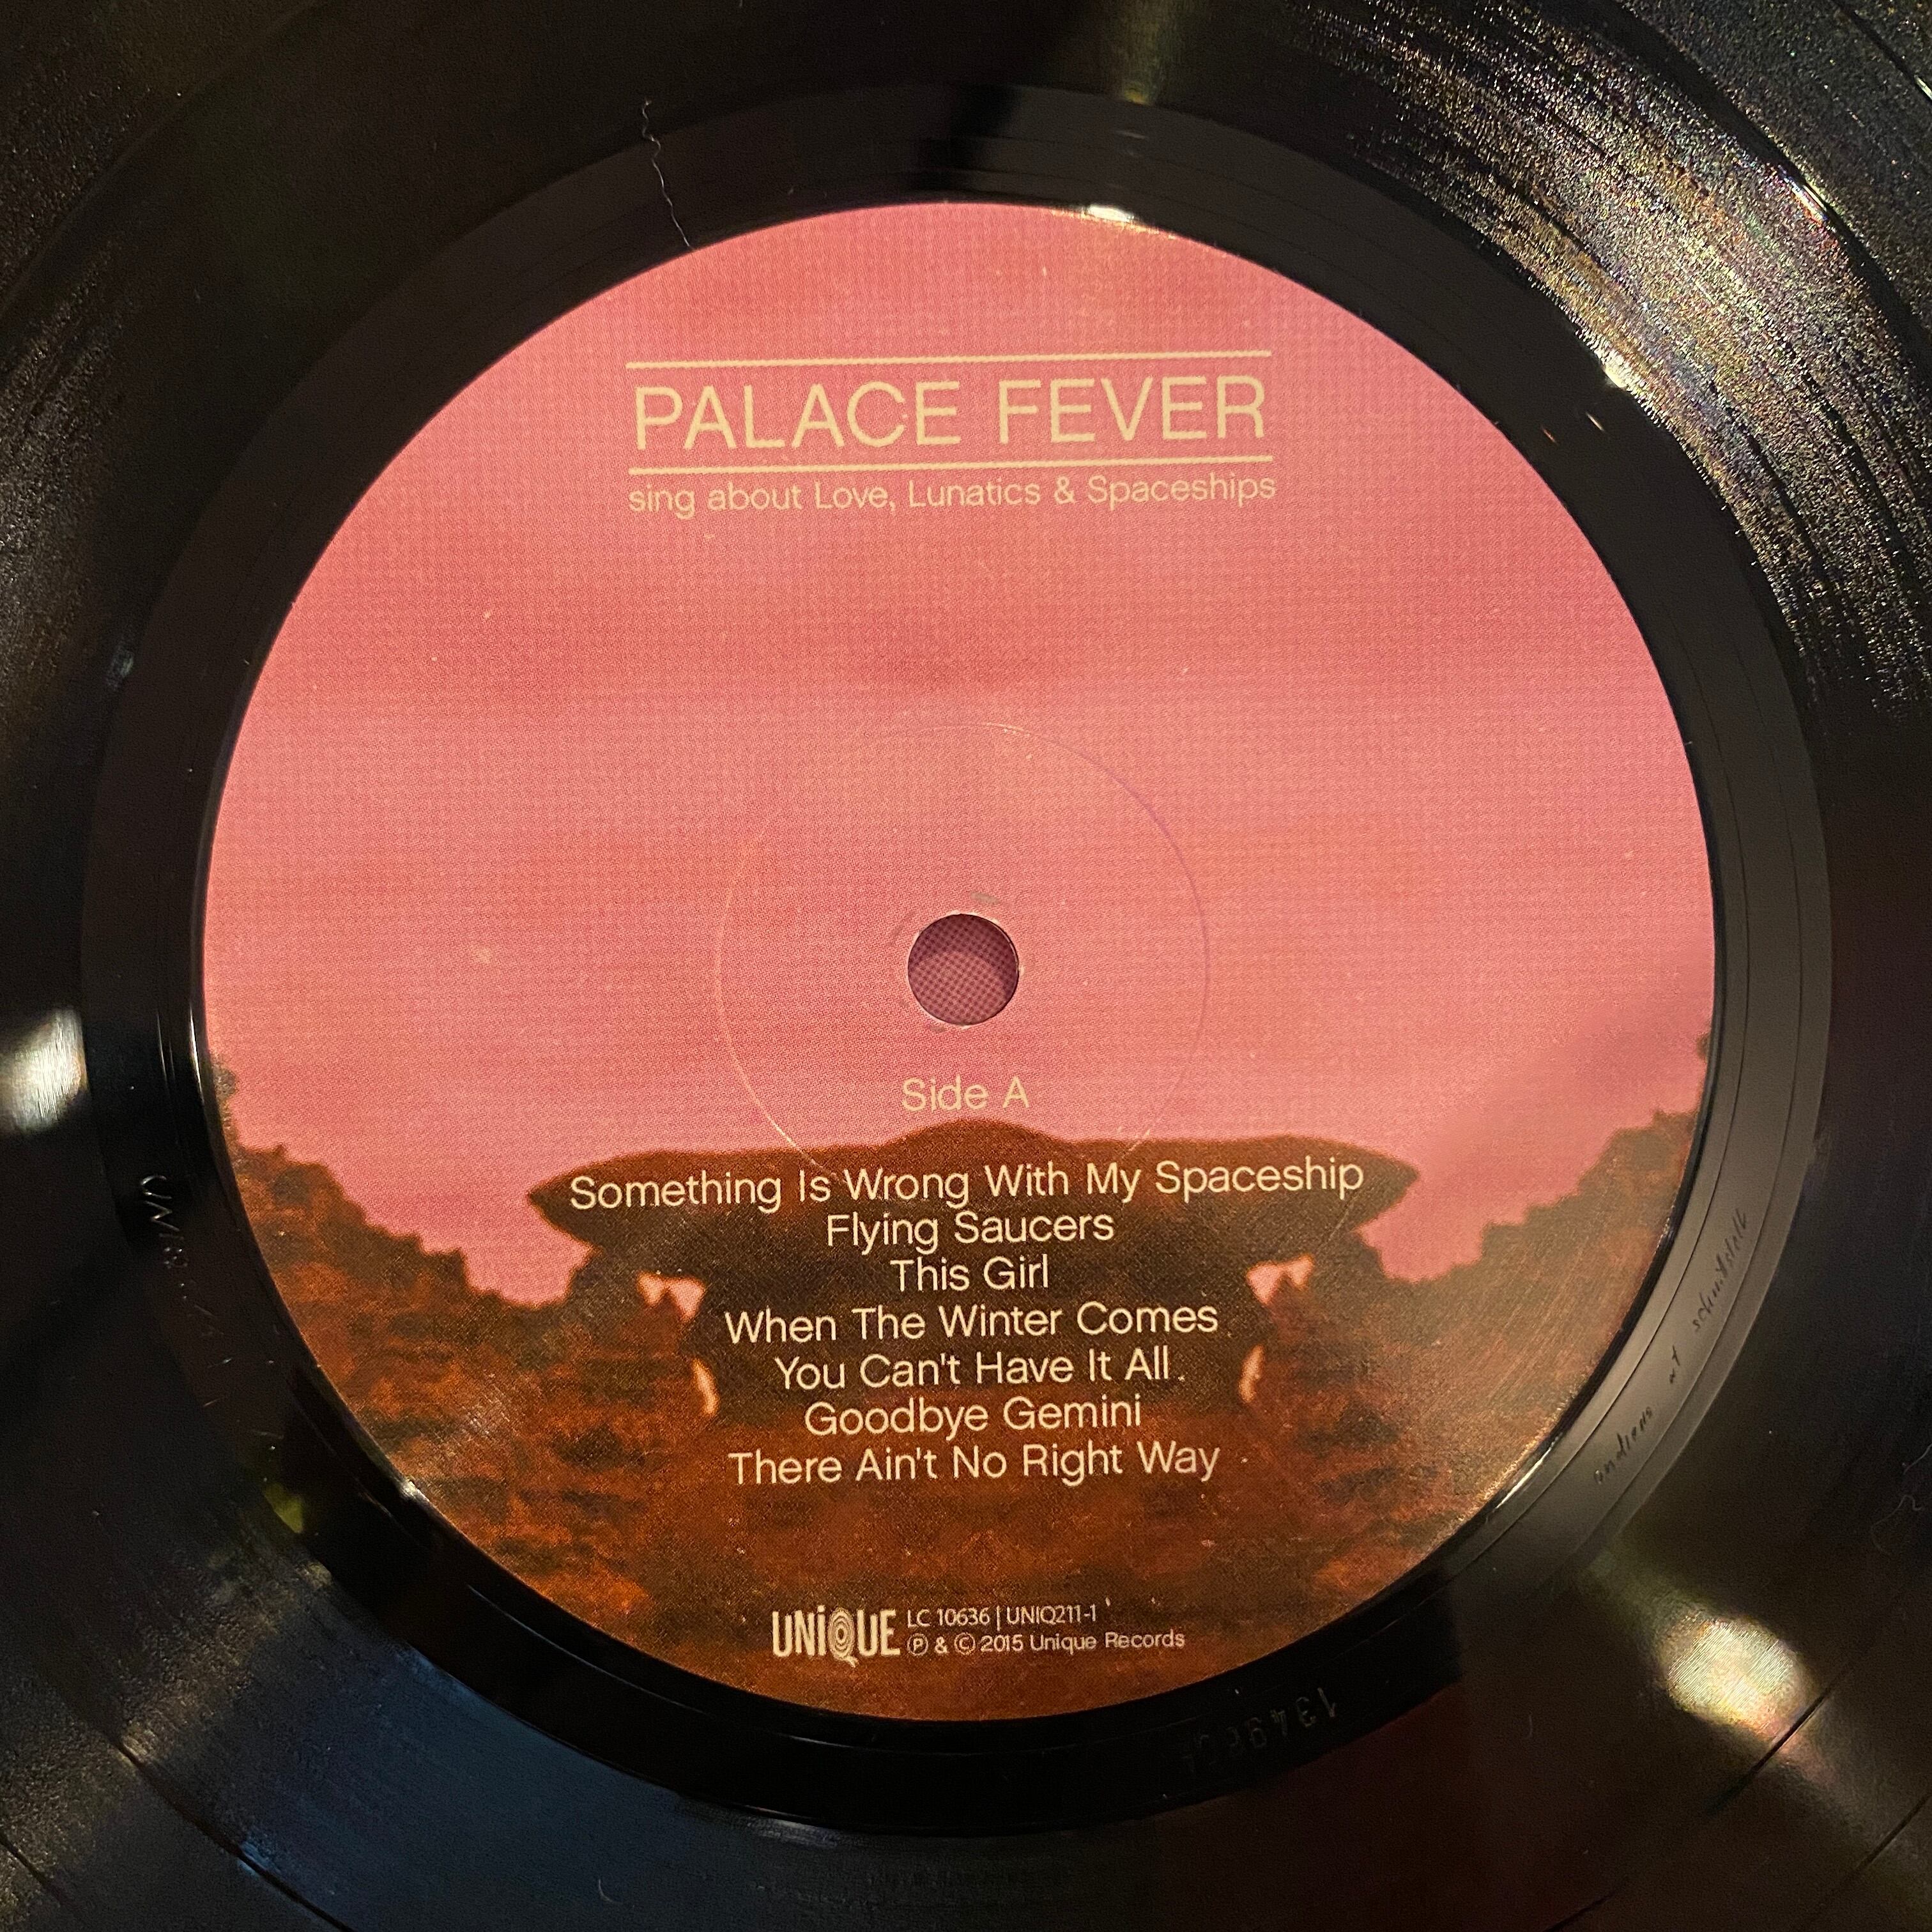 PALACE FEVER
sing about Love, Lunatics & Spaceships
Side A
Something Is Wrong With My Spaceship
Flying Saucers
This Girl
When The Winter Comes
You Can't Have It All
Goodbye Gemini
There Ain't No Right Way
UNiQUE LC 10636 | UNIQ211-1
Ⓟ & Ⓒ 2015 Unique Records